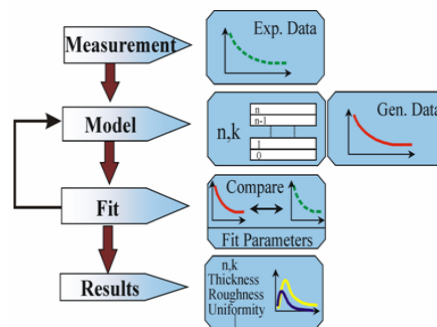 Measurement
Exp. Data
Model
n,k
n
n-1
1
0
Gen. Data
Fit
Compare
Fit Parameters
Results
n,k
Thickness
Roughness
Uniformity